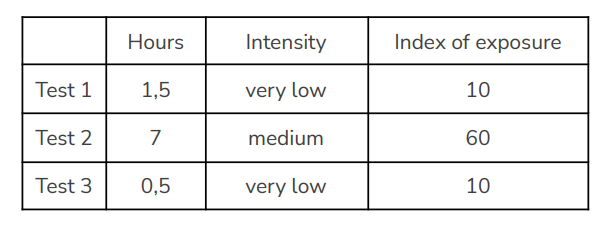 Hours Intensity Index of exposure
Test 1 1,5 very low 10
Test 2 7 medium 60
Test 3 0,5 very low 10